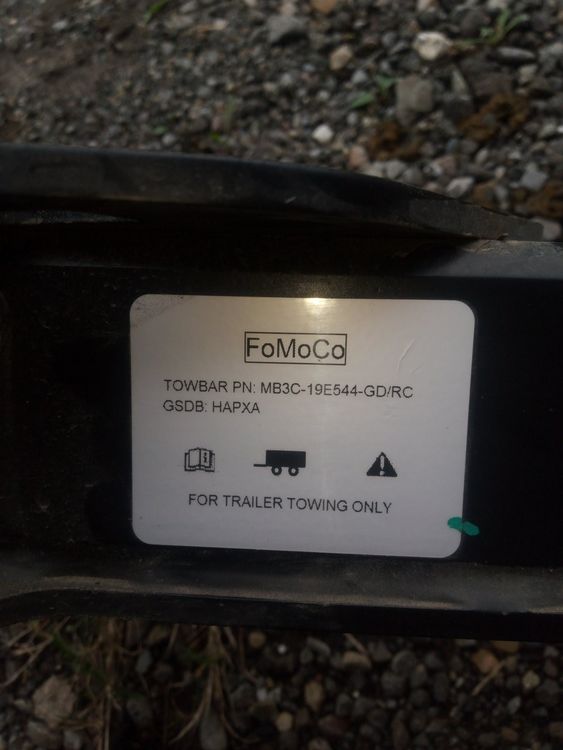 FoMoCo
TOWBAR PN: MB3C-19E544-GD/RC
GSDB: HAPXA
FOR TRAILER TOWING ONLY